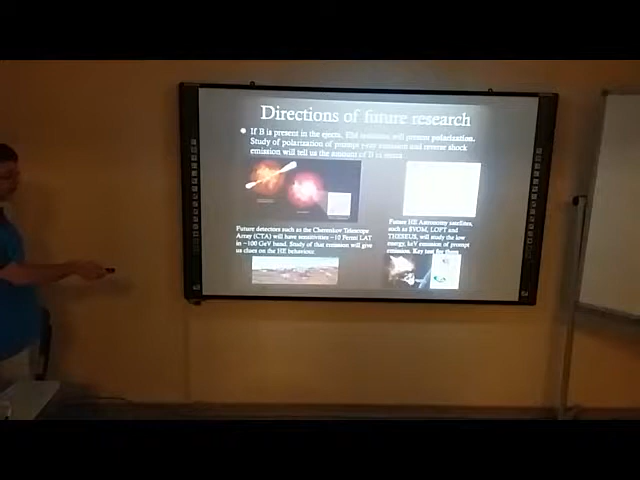 Directions of future research
If B is present in the ejecta, the emission will present polarization.
Study of polarization of prompt γ-ray emission and reverse shock
emission will tell us the amount of B in ejecta
Future detectors such as the Cherenkov Telescope
Array (CTA) will have sensitivities ~10 Fermi LAT
in ~100 GeV band. Study of that emission will give
us clues on the HE behaviour.
Future HE Astronomy satellites,
such as SVOM, LOFT and
THESEUS, will study the low
energy, keV emission of prompt
emission. Key test for